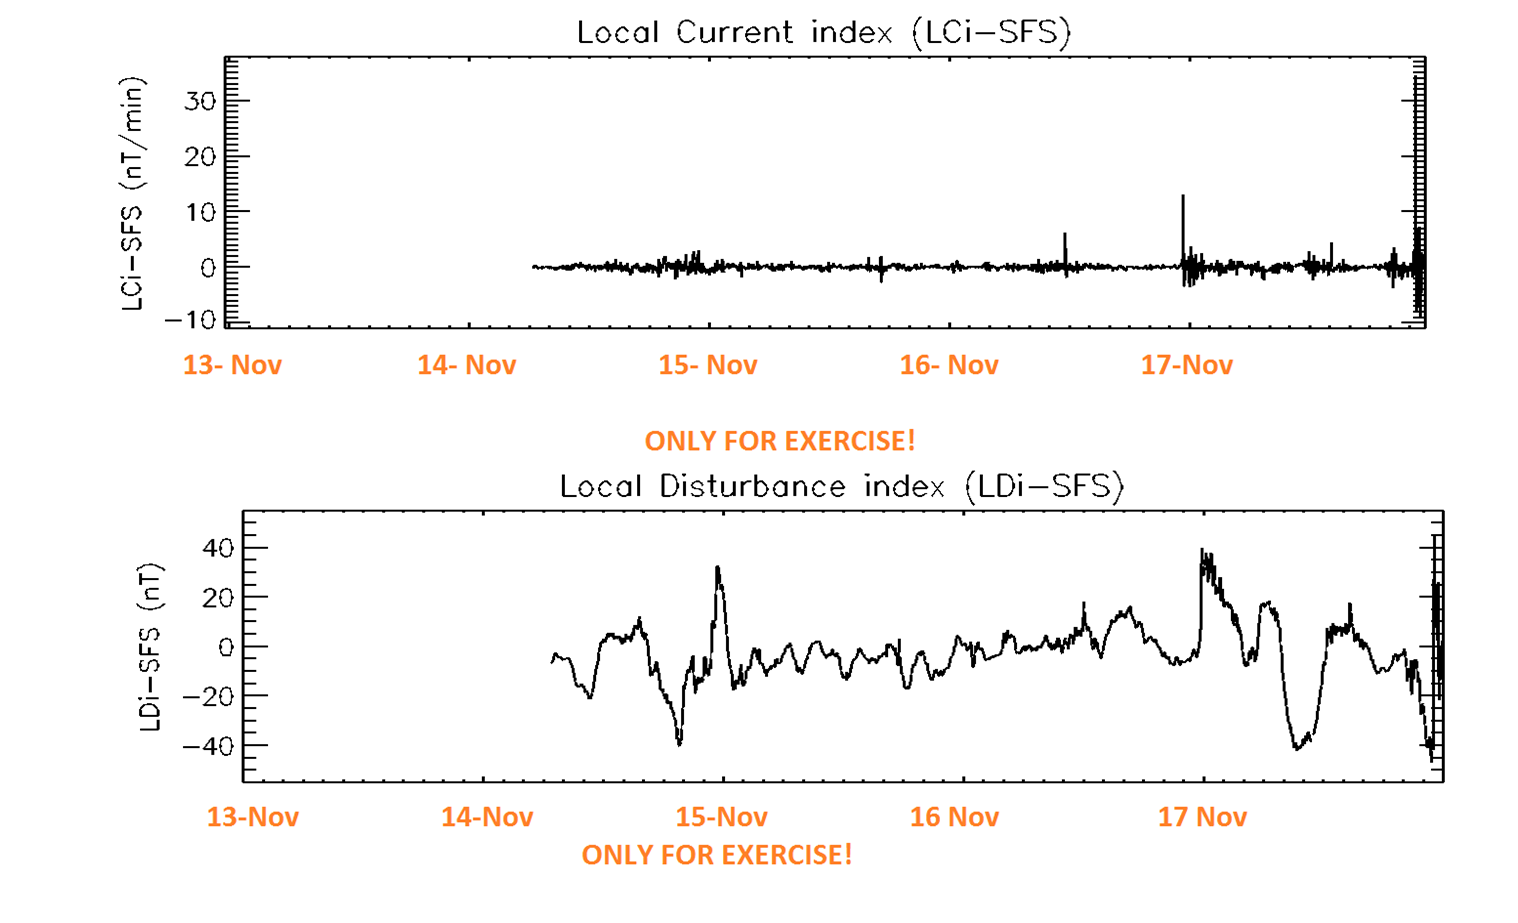 Local Current index (LCi-SFS)
LCi-SFS (nT/min)
30
20
10
0
-10
13- Nov 14- Nov 15- Nov 16- Nov 17-Nov
ONLY FOR EXERCISE!
Local Disturbance index (LDi-SFS)
LDi-SFS (nT)
40
20
0
-20
-40
13-Nov 14-Nov 15-Nov 16 Nov 17 Nov
ONLY FOR EXERCISE!